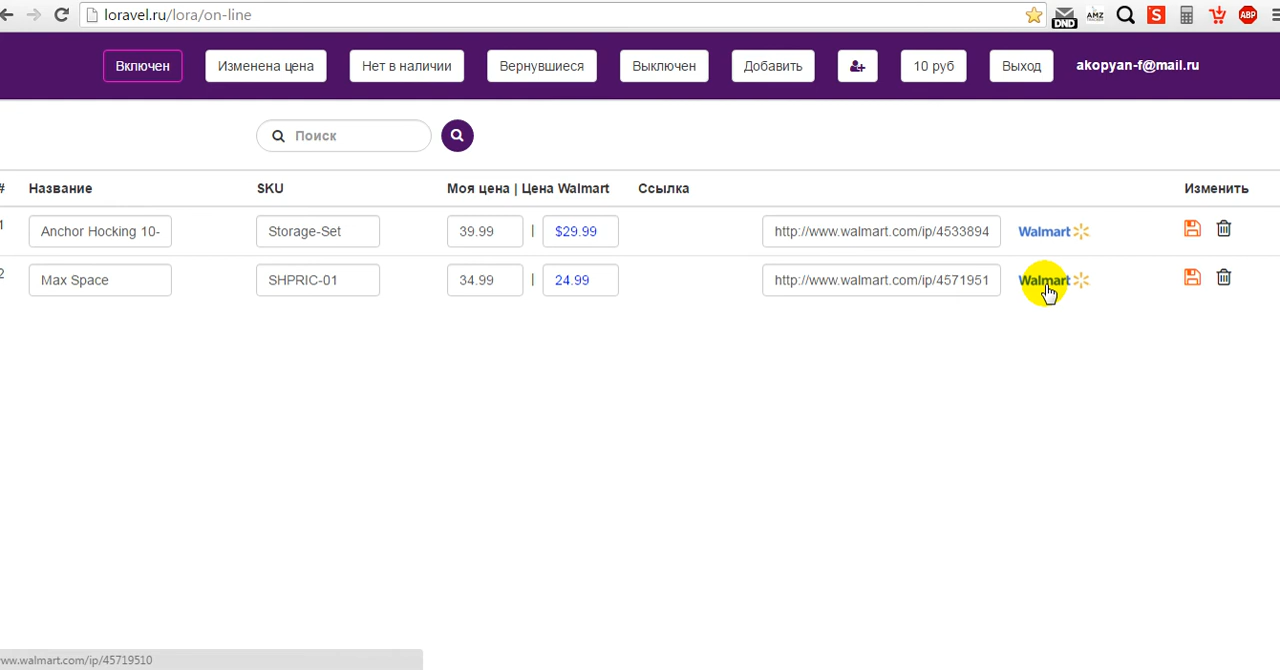 loravel.ru/lora/on-line
DND
AMZ
S
ABP
Включен
Изменена цена
Нет в наличии
Вернувшиеся
Выключен
Добавить
10 руб
Выход
akopyan-f@mail.ru
Поиск
# Название SKU Моя цена | Цена Walmart Ссылка Изменить
1 Anchor Hocking 10- Storage-Set 39.99 | $29.99 http://www.walmart.com/ip/4533894 Walmart
2 Max Space SHPRIC-01 34.99 | 24.99 http://www.walmart.com/ip/4571951 Walmart
ww.walmart.com/ip/45719510